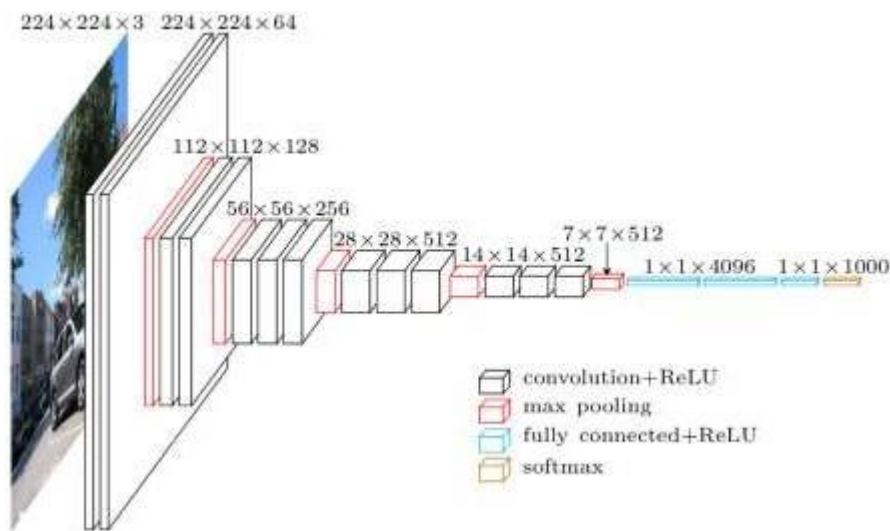 224×224×3
224×224×64
112×112×128
56×56×256
28×28×512
14×14×512
7×7×512
1×1×4096
1×1×1000
convolution+ReLU
max pooling
fully connected+ReLU
softmax